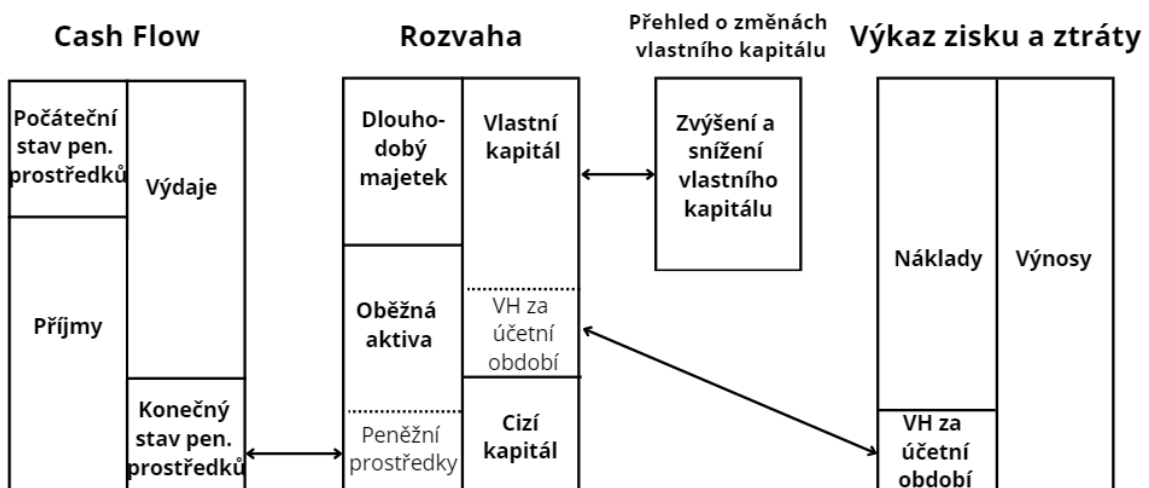 Cash Flow
Počáteční
stav pen.
prostředků
Výdaje
Příjmy
Konečný
stav pen.
prostředků
Rozvaha
Dlouho-
dobý
majetek
Vlastní
kapitál
Oběžná
aktiva
VH za
účetní
období
Peněžní
prostředky
Cizí
kapitál
Přehled o změnách
vlastního kapitálu
Zvýšení a
snížení
vlastního
kapitálu
Výkaz zisku a ztráty
Náklady
Výnosy
VH za
účetní
období